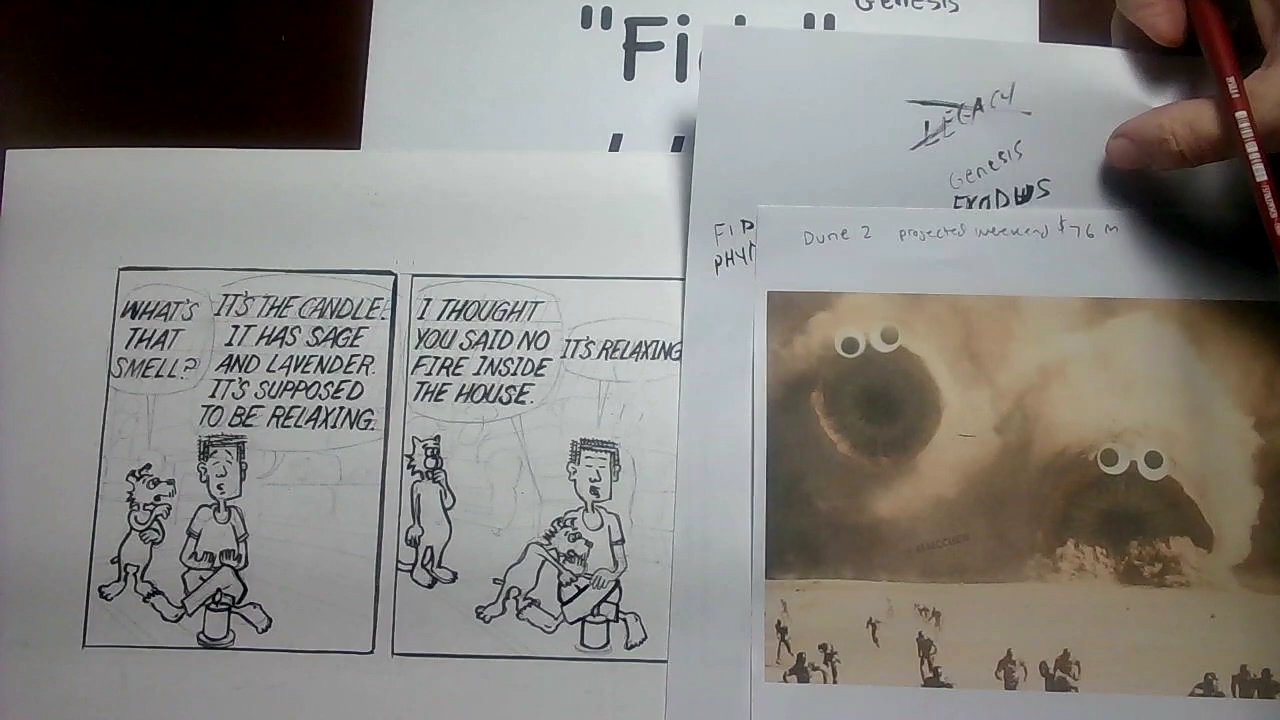 Genesis
"Fi
LEGACY
Genesis
EXODUS
FID
PHY
Dune 2 projected weekend $76 m
WHAT'S
THAT
SMELL?
IT'S THE CANDLE.
IT HAS SAGE
AND LAVENDER.
IT'S SUPPOSED
TO BE RELAXING.
I THOUGHT
YOU SAID NO
FIRE INSIDE
THE HOUSE.
IT'S RELAXING